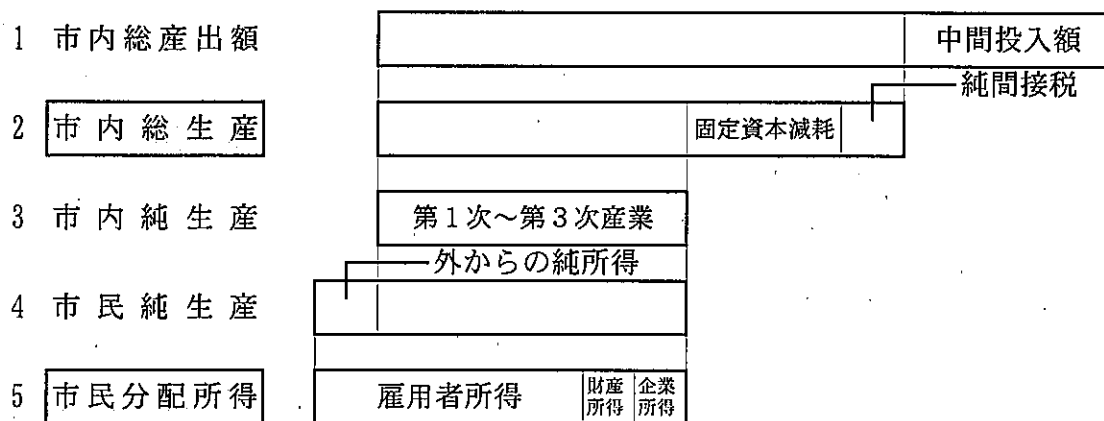 1 市内総産出額
中間投入額
純間接税
2 市内総生産
固定資本減耗
3 市内純生産
第1次～第3次産業
外からの純所得
4 市民純生産
5 市民分配所得
雇用者所得
財産所得
企業所得